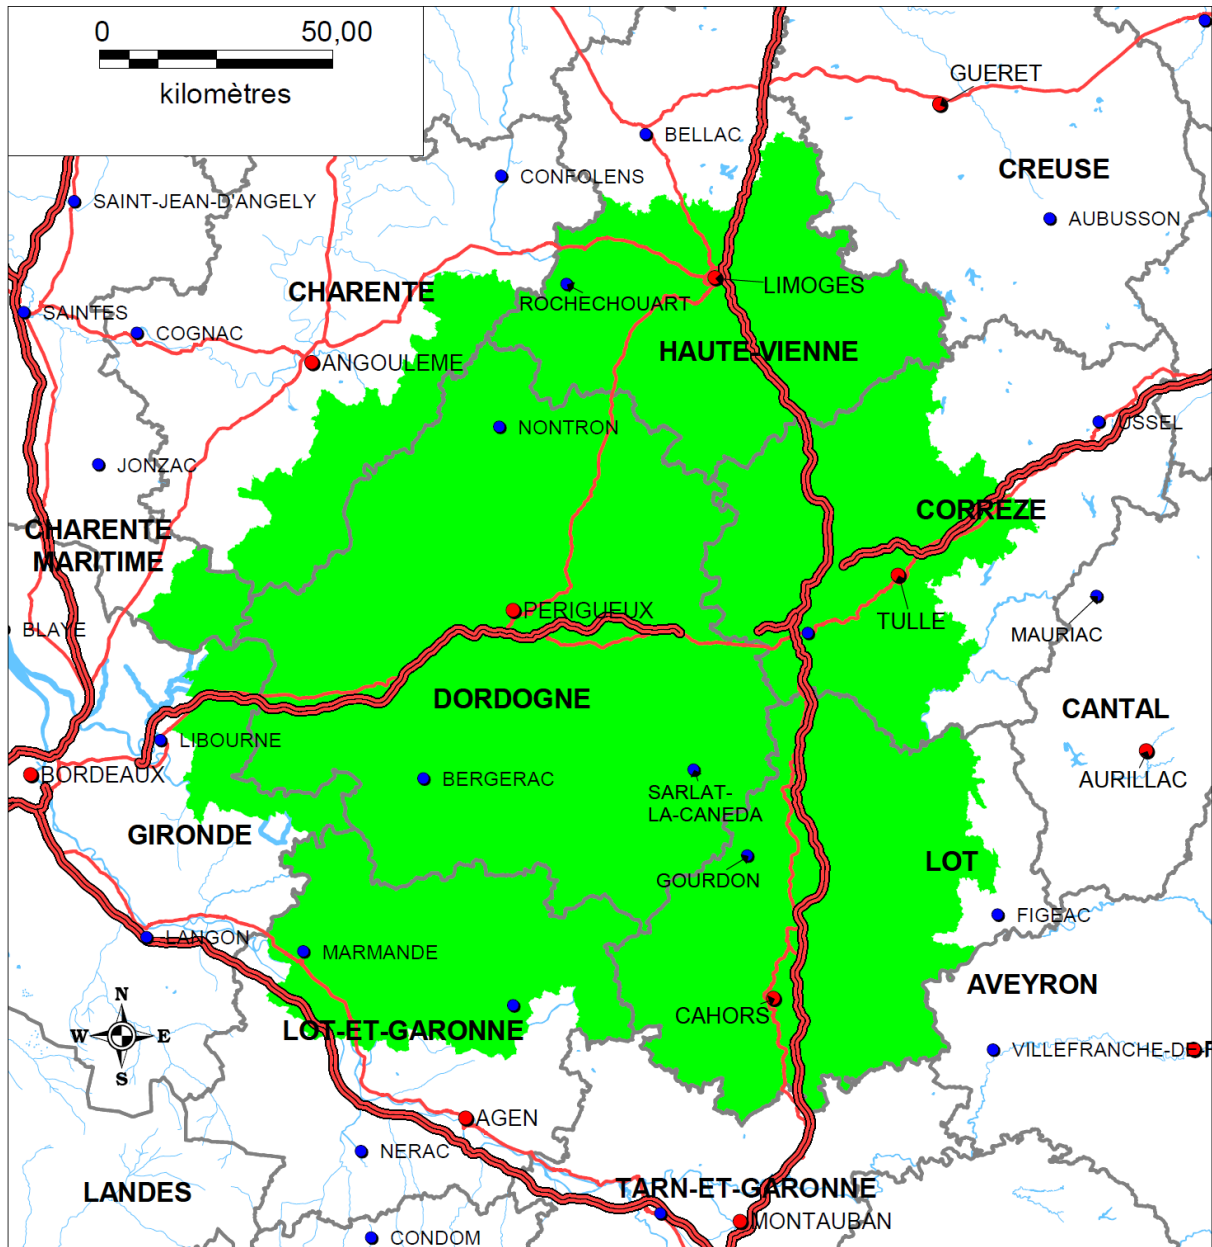 0 50,00
kilomètres
GUERET
BELLAC
CREUSE
CONFOLENS
SAINT-JEAN-D'ANGELY
AUBUSSON
CHARENTE
LIMOGES
ROCHECHOUART
SAINTES
COGNAC
HAUTE-VIENNE
ANGOULEME
NONTRON
USSEL
JONZAC
CORREZE
CHARENTE
MARITIME
PERIGUEUX
TULLE
BLAYE
MAURIAC
DORDOGNE
CANTAL
LIBOURNE
BORDEAUX
BERGERAC
AURILLAC
SARLAT-
LA-CANEDA
GIRONDE
LOT
GOURDON
FIGEAC
LANGON
MARMANDE
AVEYRON
N
CAHORS
W E
LOT-ET-GARONNE
VILLEFRANCHE-DE-R
S
AGEN
NERAC
LANDES
TARN-ET-GARONNE
MONTAUBAN
CONDOM